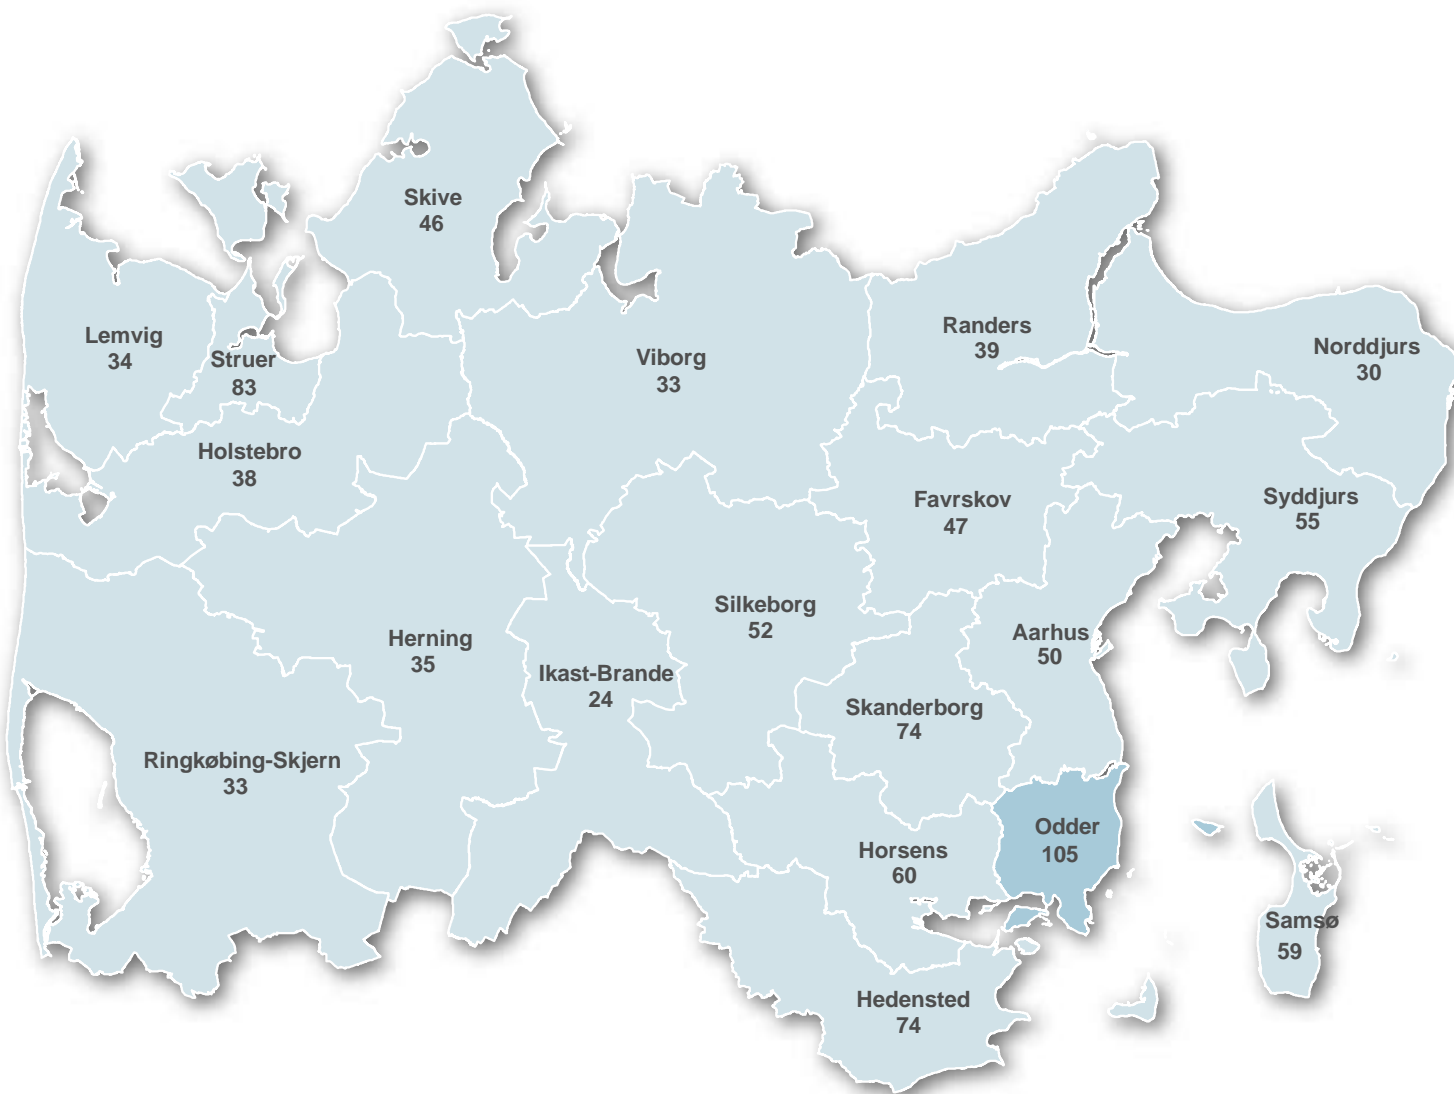 Skive
46
Lemvig
34
Struer
83
Viborg
33
Randers
39
Norddjurs
30
Holstebro
38
Favrskov
47
Syddjurs
55
Silkeborg
52
Herning
35
Aarhus
50
Ikast-Brande
24
Skanderborg
74
Ringkøbing-Skjern
33
Odder
105
Horsens
60
Samsø
59
Hedensted
74